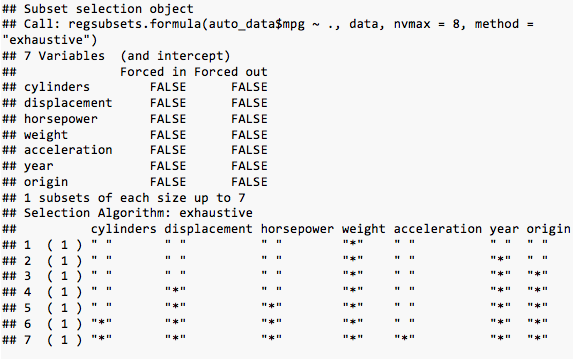 ## Subset selection object
## Call: regsubsets.formula(auto_data$mpg ~ ., data, nvmax = 8, method =
"exhaustive")
## 7 Variables  (and intercept)
##              Forced in Forced out
## cylinders        FALSE      FALSE
## displacement     FALSE      FALSE
## horsepower       FALSE      FALSE
## weight           FALSE      FALSE
## acceleration     FALSE      FALSE
## year             FALSE      FALSE
## origin           FALSE      FALSE
## 1 subsets of each size up to 7
## Selection Algorithm: exhaustive
##          cylinders displacement horsepower weight acceleration year origin
## 1  ( 1 ) " "       " "          " "        "*"    " "          " "  " "
## 2  ( 1 ) " "       " "          " "        "*"    " "          "*"  " "
## 3  ( 1 ) " "       " "          " "        "*"    " "          "*"  "*"
## 4  ( 1 ) " "       "*"          " "        "*"    " "          "*"  "*"
## 5  ( 1 ) " "       "*"          "*"        "*"    " "          "*"  "*"
## 6  ( 1 ) "*"       "*"          "*"        "*"    " "          "*"  "*"
## 7  ( 1 ) "*"       "*"          "*"        "*"    "*"          "*"  "*"